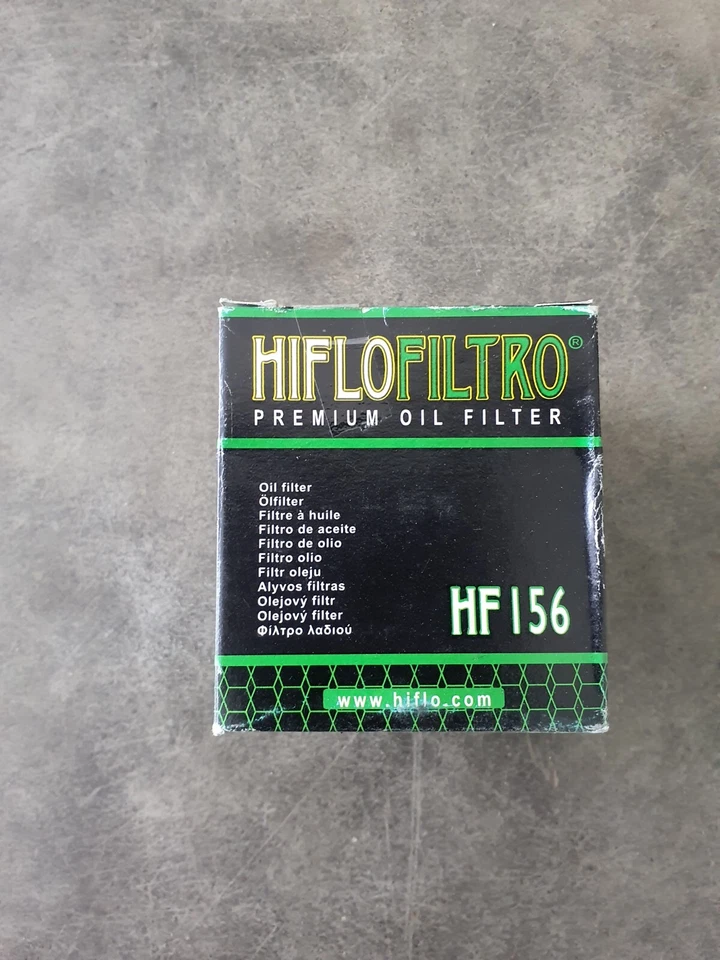 HIFLOFILTRO®
PREMIUM OIL FILTER
Oil filter
Ölfilter
Filtre à huile
Filtro de aceite
Filtro de olio
Filtro olio
Filtr oleju
Alyvos filtras
Olejový filtr
Olejový filter
Φίλτρο λαδιού
HF156
www.hiflo.com